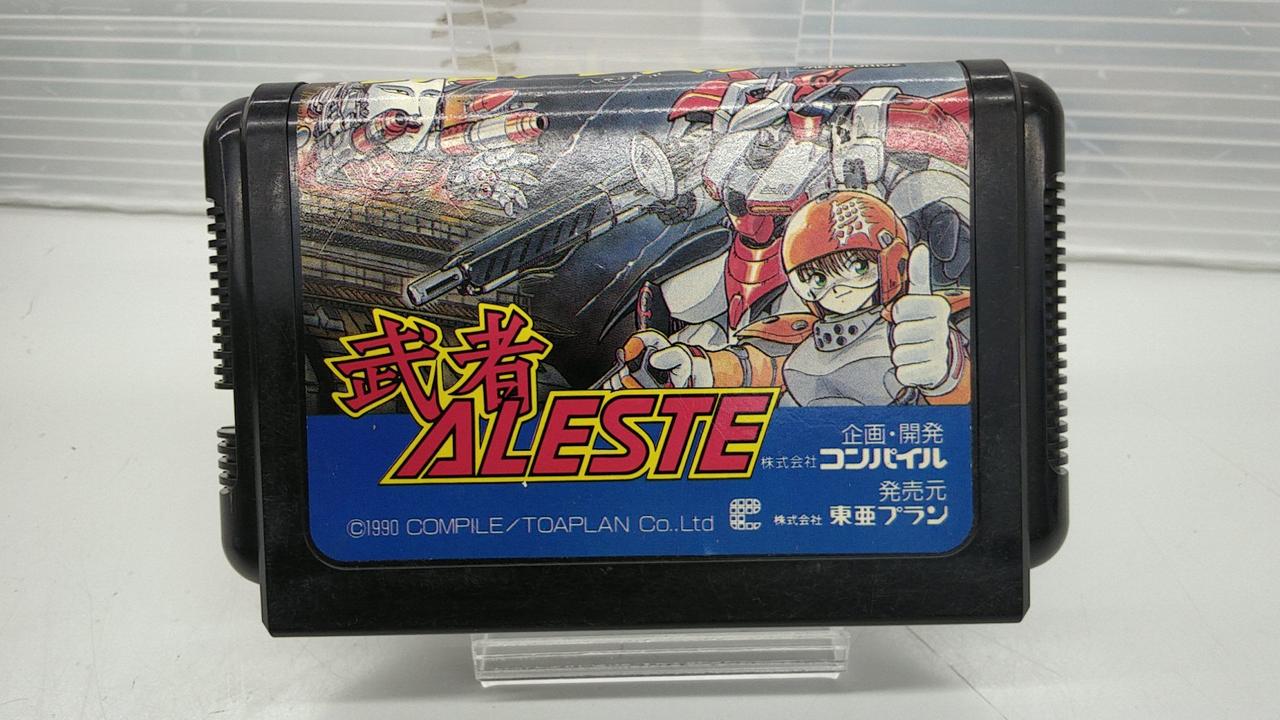 舞
武者
ALESTE
企画・開発
株式会社コンパイル
発売元
©1990 COMPILE/TOAPLAN Co.,Ltd
株式会社 東亜プラン